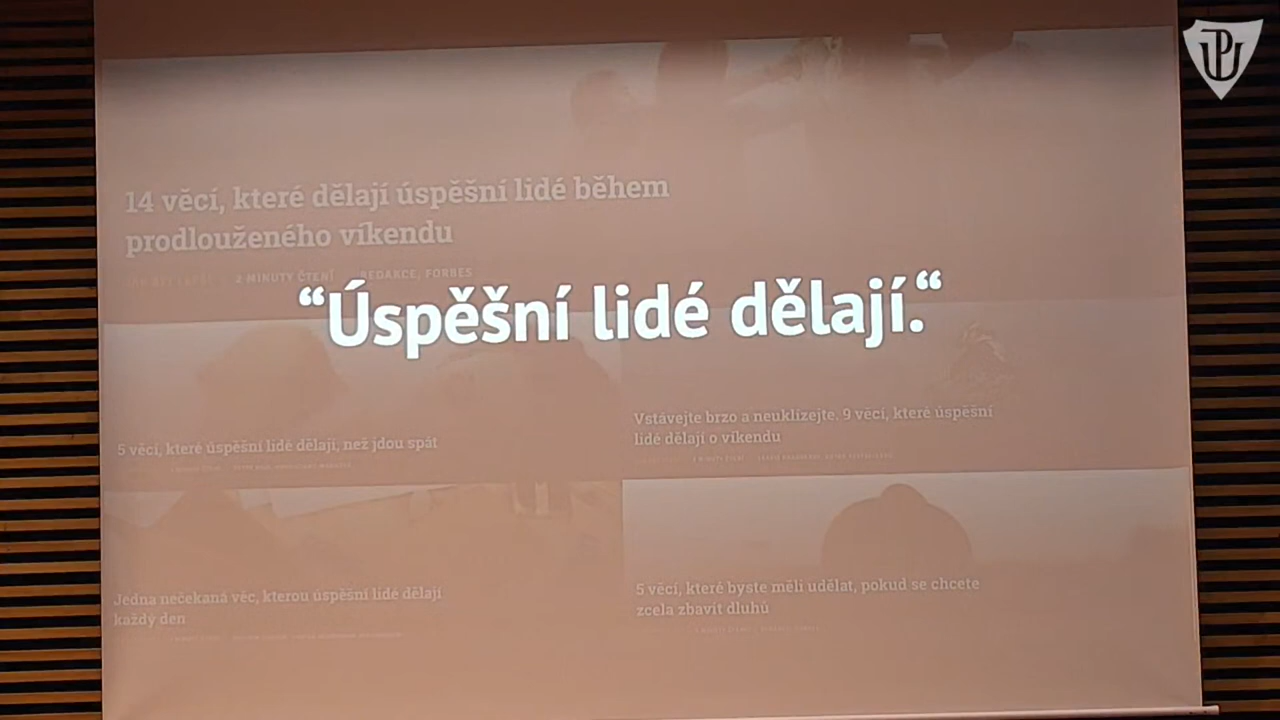 14 věcí, které dělají úspěšní lidé během
prodlouženého víkendu
2 MINUTY ČTENÍ REDAKCE, FORBES
“Úspěšní lidé dělají.“
5 věcí, které úspěšní lidé dělají, než jdou spát
Vstávejte brzo a neuklízejte. 9 věcí, které úspěšní
lidé dělají o víkendu
Jedna nečekaná věc, kterou úspěšní lidé dělají
každý den
5 věcí, které byste měli udělat, pokud se chcete
zcela zbavit dluhů
UP